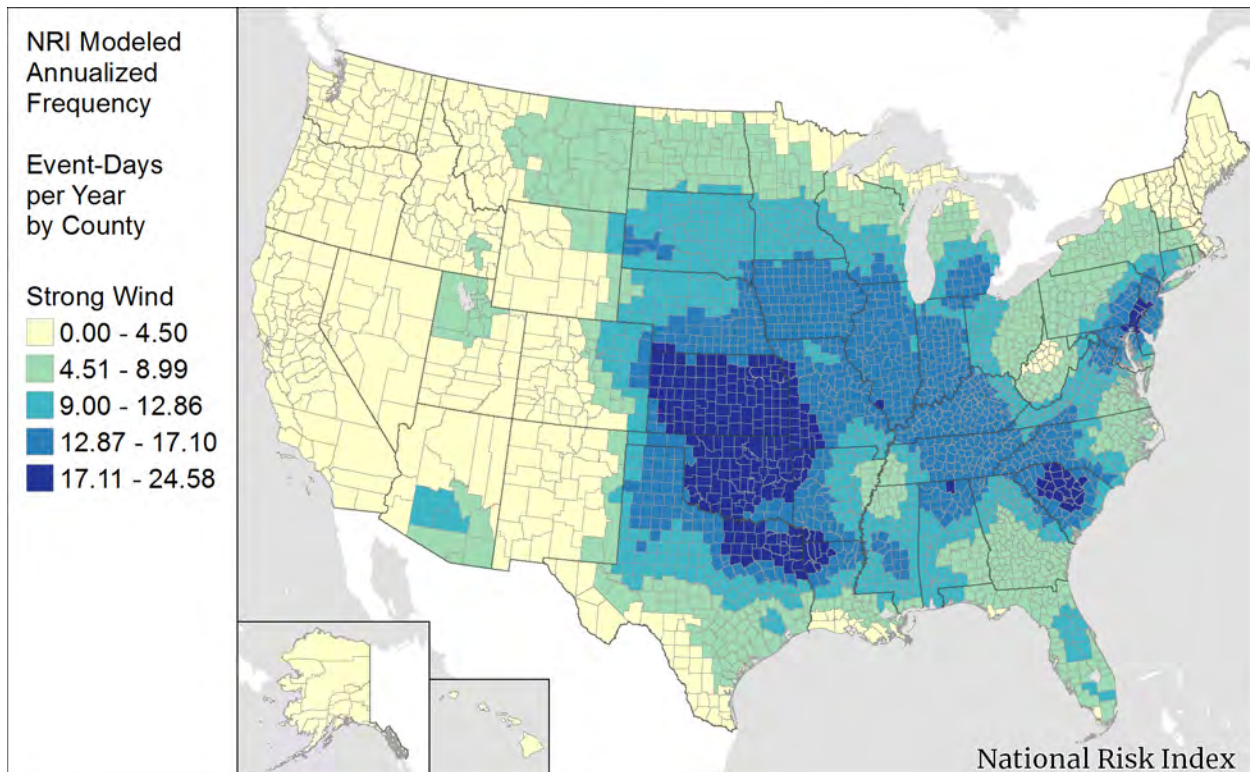 NRI Modeled
Annualized
Frequency
Event-Days
per Year
by County
Strong Wind
0.00 - 4.50
4.51 - 8.99
9.00 - 12.86
12.87 - 17.10
17.11 - 24.58
National Risk Index